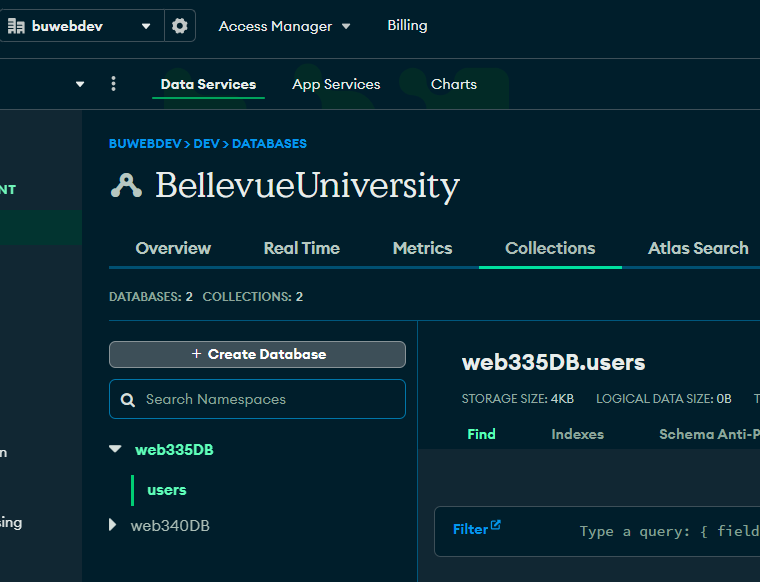 buwebdev
Access Manager
Billing
Data Services
App Services
Charts
BUWEBDEV > DEV > DATABASES
NT
BellevueUniversity
Overview
Real Time
Metrics
Collections
Atlas Search
DATABASES: 2 COLLECTIONS: 2
+ Create Database
web335DB.users
Search Namespaces
STORAGE SIZE: 4KB
LOGICAL DATA SIZE: 0B
T
Find
Indexes
Schema Anti-P
web335DB
n
users
sing
web340DB
Filter
Type a query: { field